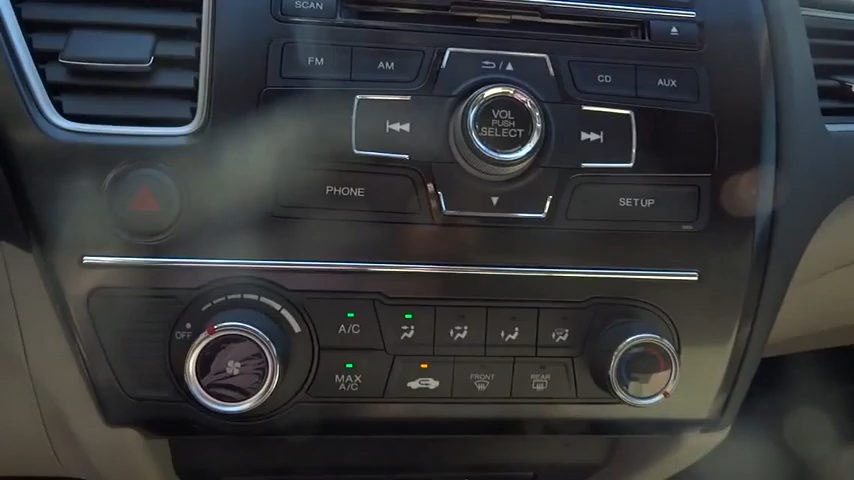 SCAN
FM
AM
CD
AUX
VOL
PUSH
SELECT
PHONE
SETUP
OFF
A/C
MAX
A/C
FRONT
REAR